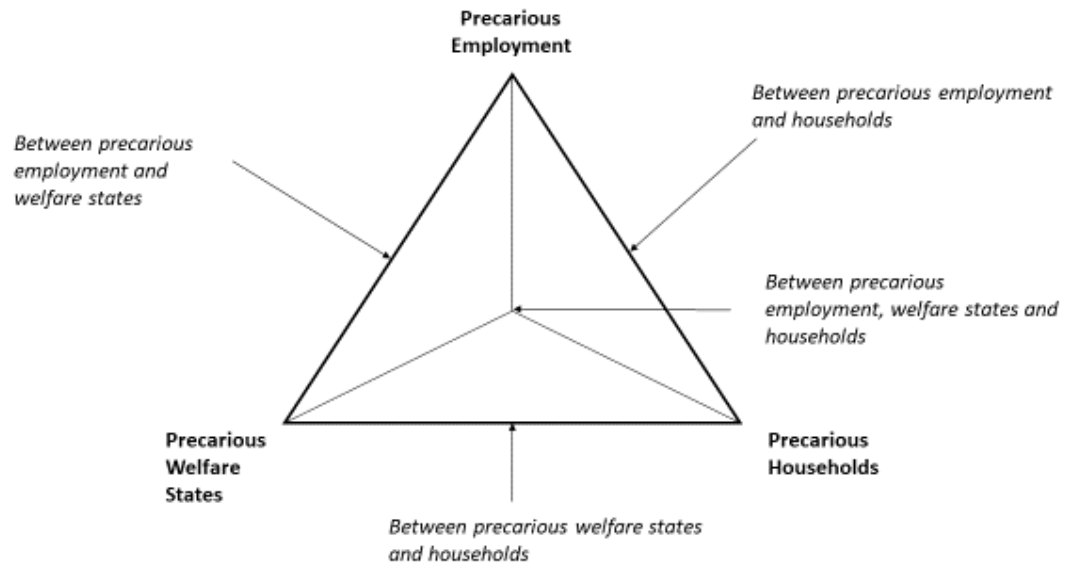 Precarious
Employment
Between precarious employment
and households
Between precarious
employment and
welfare states
Between precarious
employment, welfare states and
households
Precarious
Welfare
States
Precarious
Households
Between precarious welfare states
and households